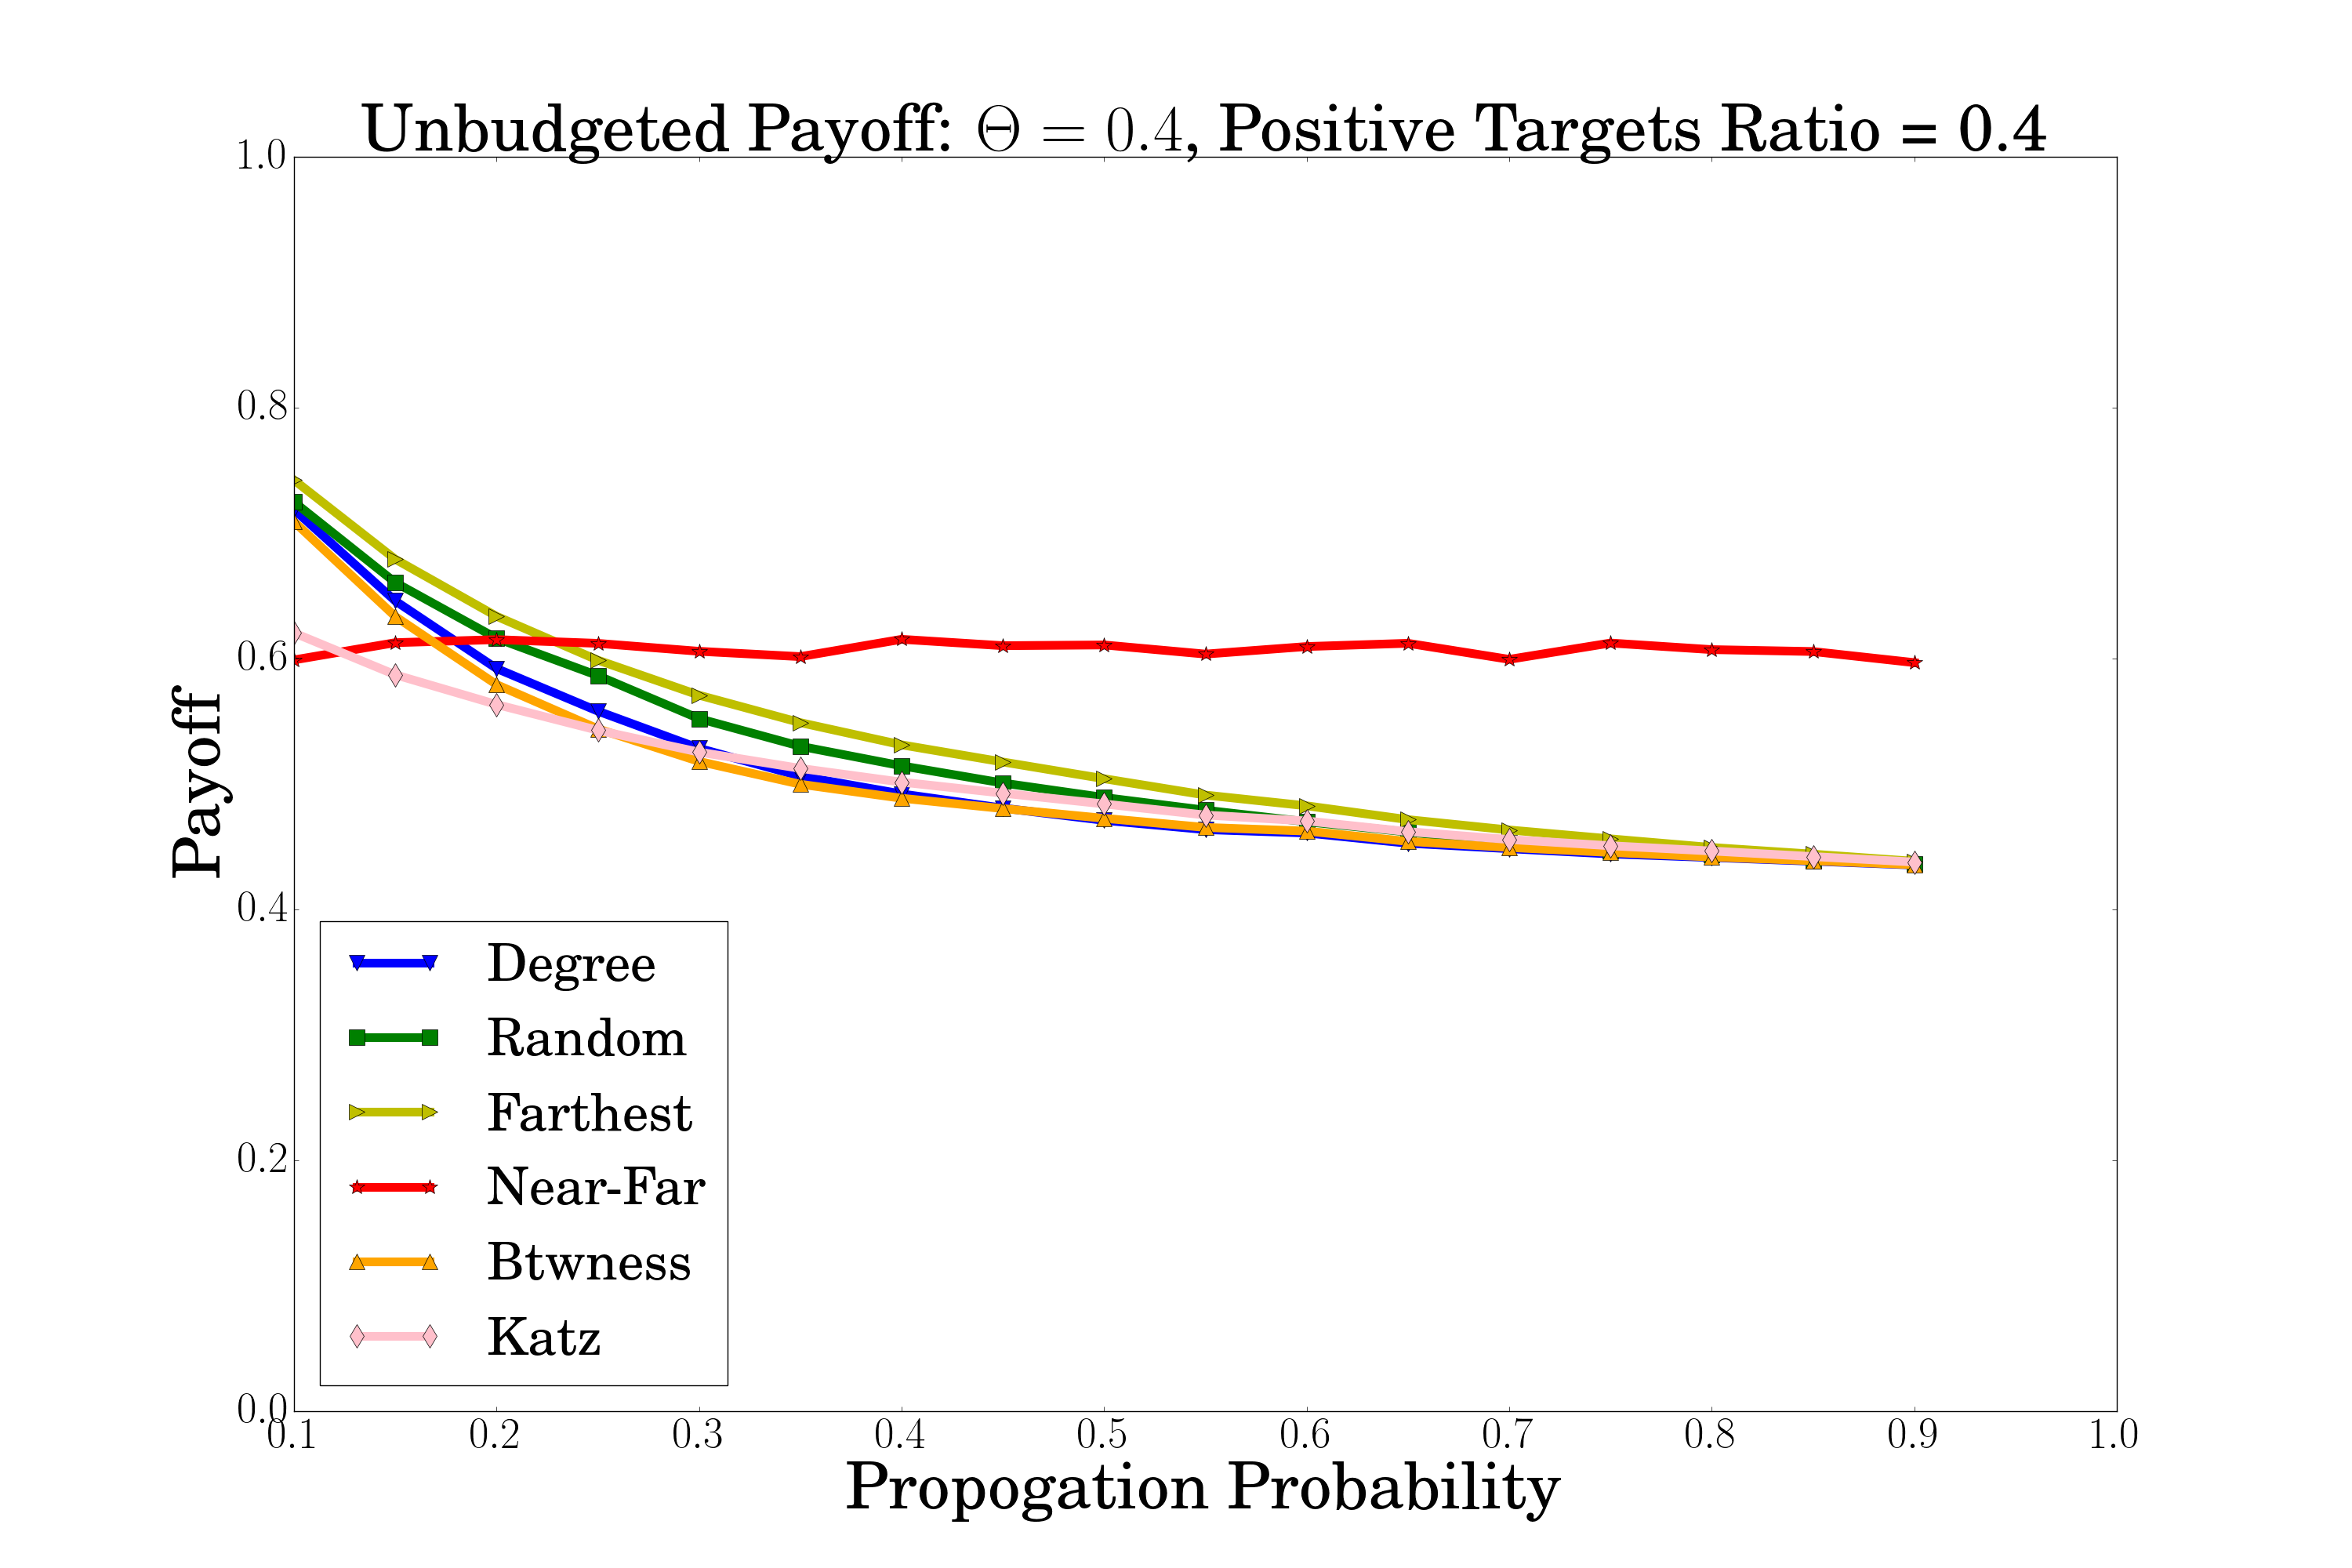 Unbudgeted Payoff: Θ = 0.4, Positive Targets Ratio = 0.4
1.0
0.8
0.6
0.4
0.2
0.0
Payoff
Degree
Random
Farthest
Near-Far
Btwness
Katz
0.1 0.2 0.3 0.4 0.5 0.6 0.7 0.8 0.9 1.0
Propogation Probability